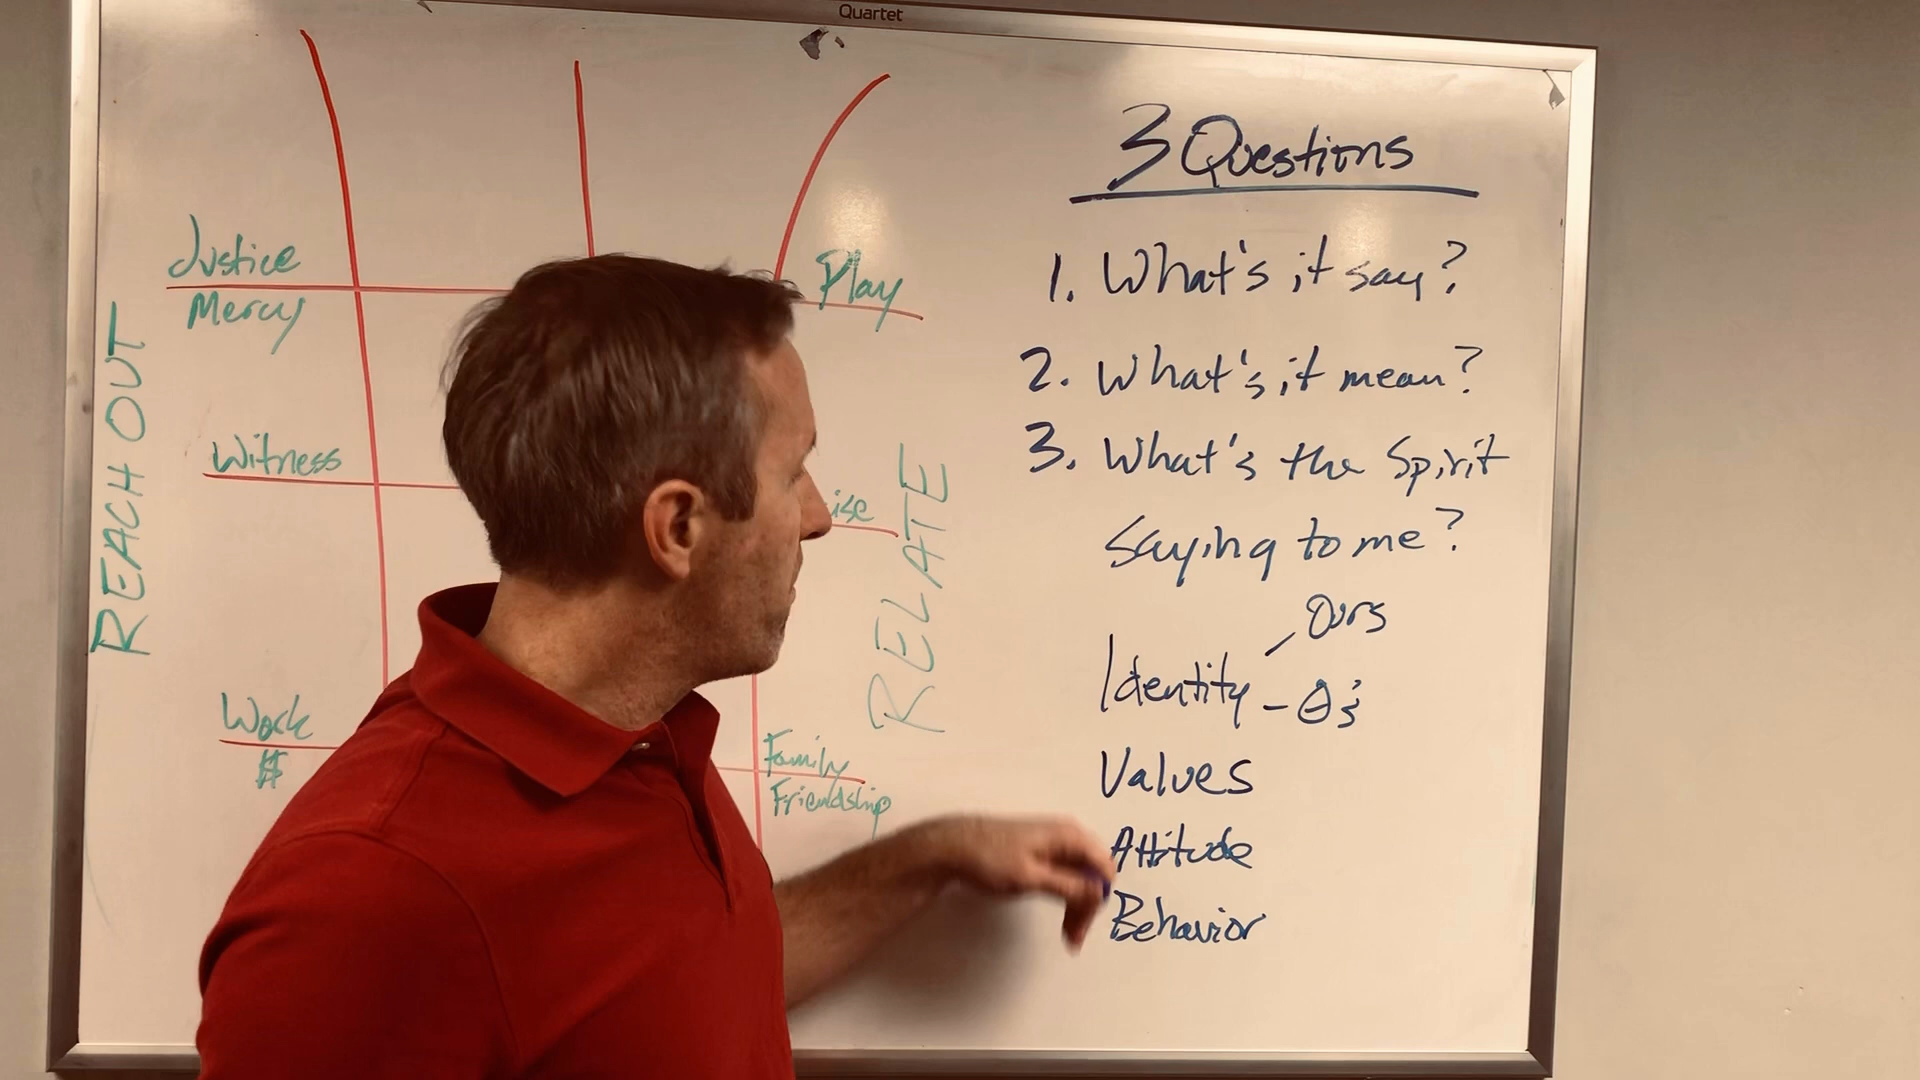 Quartet
Justice
Mercy
REACH OUT
Witness
Work
$
Play
RELATE
Family
Friendship
3 Questions
1. What's it say?
2. What's it mean?
3. What's the Spirit
saying to me?
Ours
Identity - Θ's
Values
Attitude
Behavior